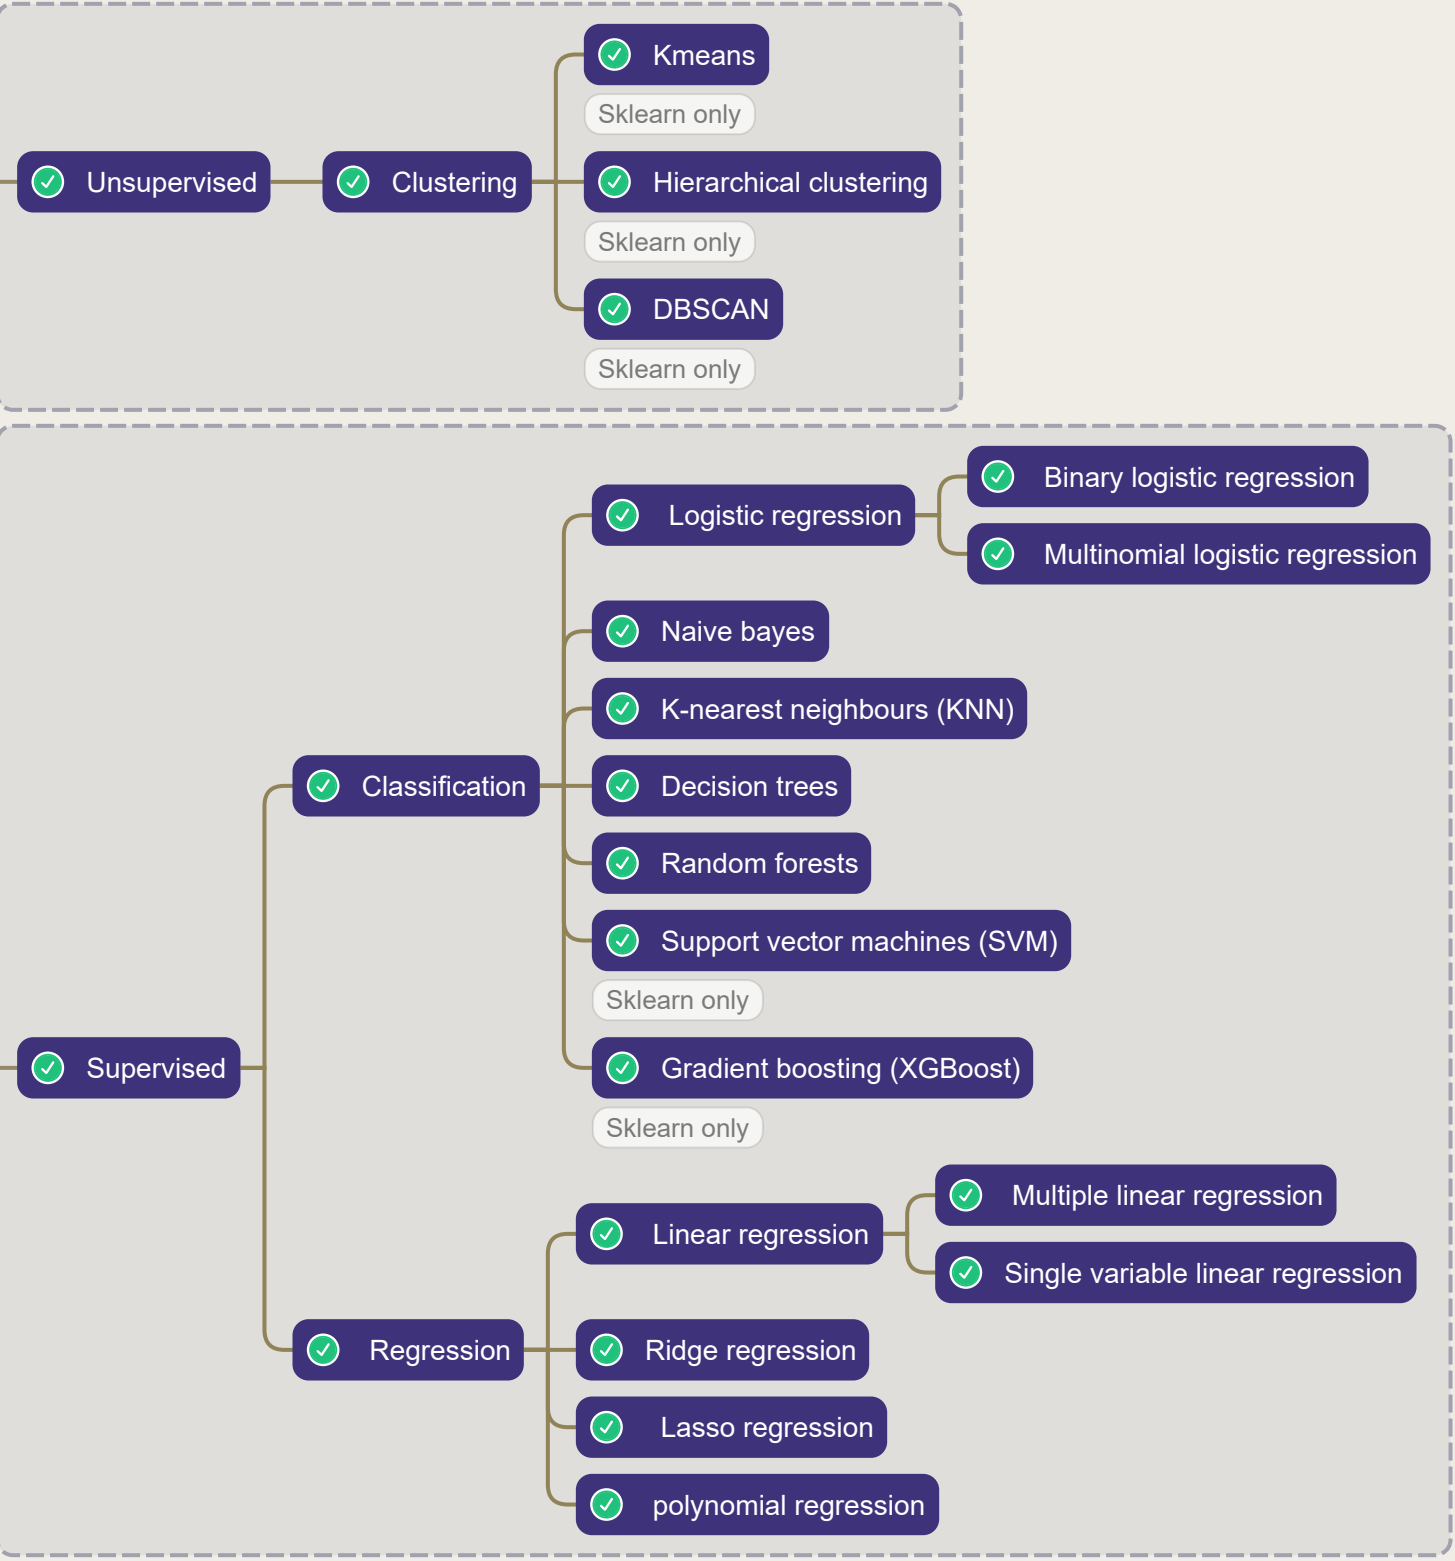 Kmeans
Sklearn only
Unsupervised
Clustering
Hierarchical clustering
Sklearn only
DBSCAN
Sklearn only
Binary logistic regression
Logistic regression
Multinomial logistic regression
Naive bayes
K-nearest neighbours (KNN)
Classification
Decision trees
Random forests
Support vector machines (SVM)
Sklearn only
Supervised
Gradient boosting (XGBoost)
Sklearn only
Multiple linear regression
Linear regression
Single variable linear regression
Regression
Ridge regression
Lasso regression
polynomial regression